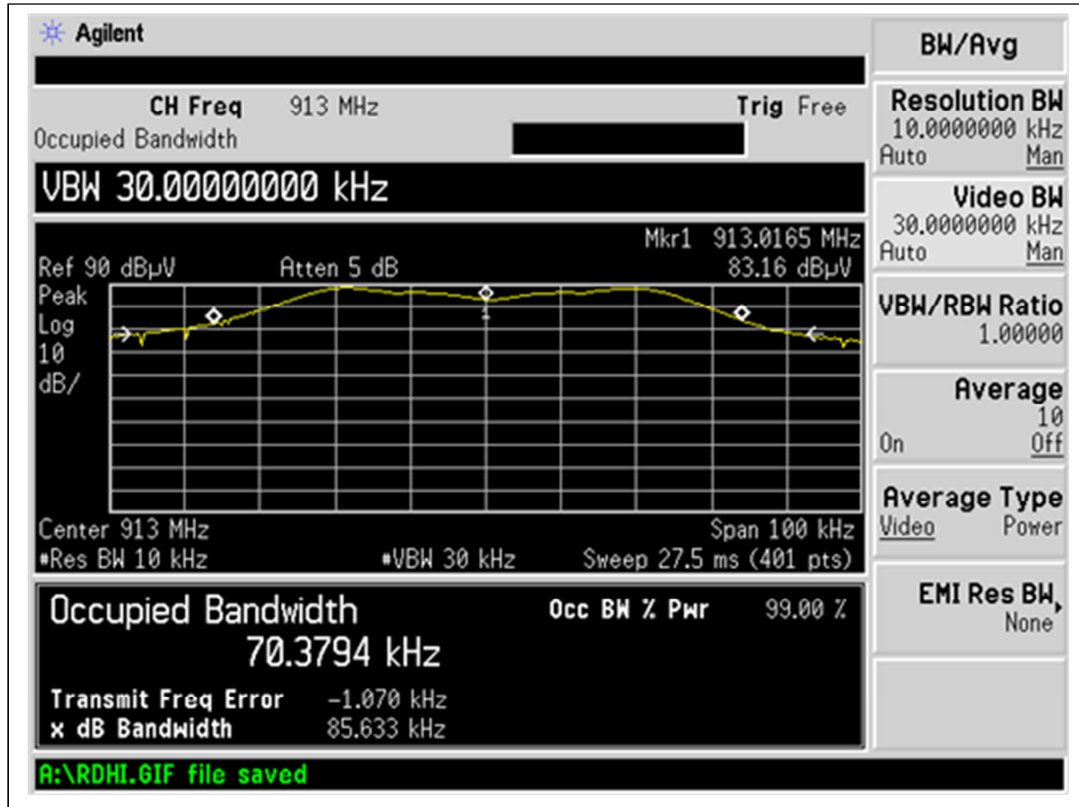 Agilent
BW/Avg
CH Freq 913 MHz Trig Free
Occupied Bandwidth
VBW 30.00000000 kHz
Mkr1 913.0165 MHz
Ref 90 dBµV Atten 5 dB 83.16 dBµV
Peak
Log
10
dB/
1
Center 913 MHz Span 100 kHz
#Res BW 10 kHz #VBW 30 kHz Sweep 27.5 ms (401 pts)
Occupied Bandwidth Occ BW % Pwr 99.00 %
70.3794 kHz
Transmit Freq Error -1.070 kHz
x dB Bandwidth 85.633 kHz
A:\RDHI.GIF file saved
Resolution BW
10.0000000 kHz
Auto Man
Video BW
30.0000000 kHz
Auto Man
VBW/RBW Ratio
1.00000
Average
10
On Off
Average Type
Video Power
EMI Res BW
None